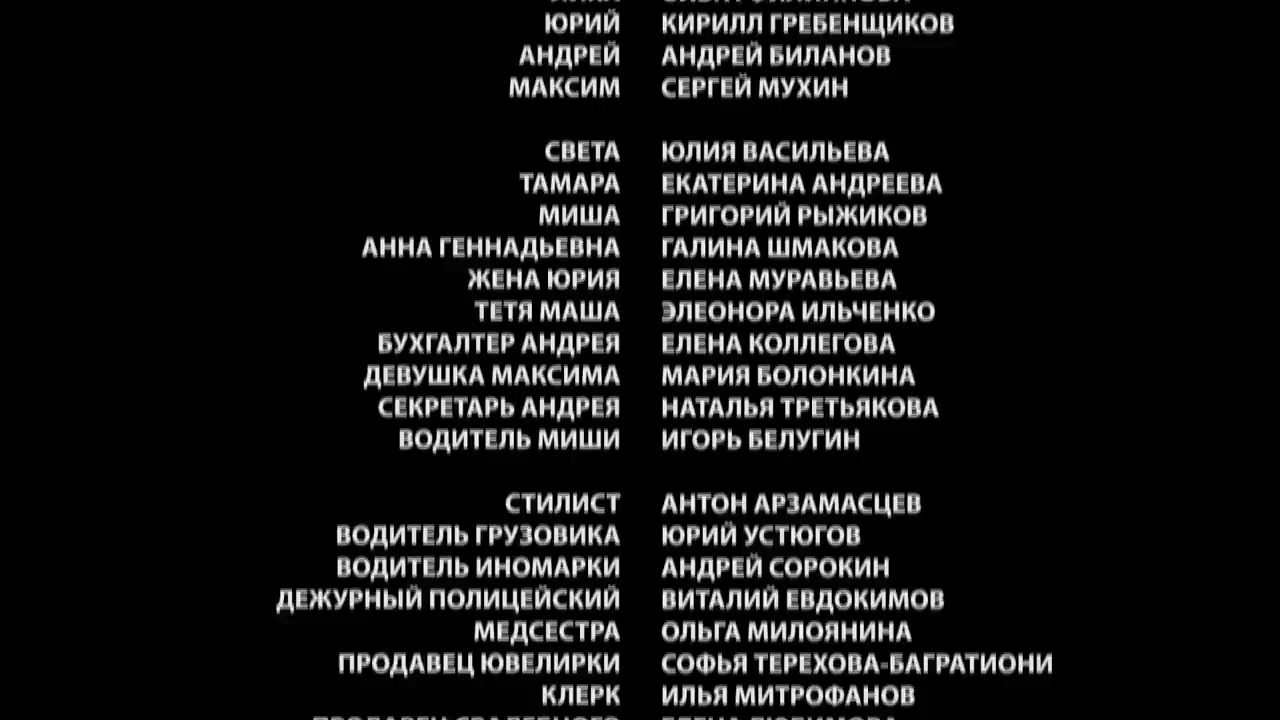 ЮРИЙ КИРИЛЛ ГРЕБЕНЩИКОВ
АНДРЕЙ АНДРЕЙ БИЛАНОВ
МАКСИМ СЕРГЕЙ МУХИН
СВЕТА ЮЛИЯ ВАСИЛЬЕВА
ТАМАРА ЕКАТЕРИНА АНДРЕЕВА
МИША ГРИГОРИЙ РЫЖИКОВ
АННА ГЕННАДЬЕВНА ГАЛИНА ШМАКОВА
ЖЕНА ЮРИЯ ЕЛЕНА МУРАВЬЕВА
ТЕТЯ МАША ЭЛЕОНОРА ИЛЬЧЕНКО
БУХГАЛТЕР АНДРЕЯ ЕЛЕНА КОЛЛЕГОВА
ДЕВУШКА МАКСИМА МАРИЯ БОЛОНКИНА
СЕКРЕТАРЬ АНДРЕЯ НАТАЛЬЯ ТРЕТЬЯКОВА
ВОДИТЕЛЬ МИШИ ИГОРЬ БЕЛУГИН
СТИЛИСТ АНТОН АРЗАМАСЦЕВ
ВОДИТЕЛЬ ГРУЗОВИКА ЮРИЙ УСТЮГОВ
ВОДИТЕЛЬ ИНОМАРКИ АНДРЕЙ СОРОКИН
ДЕЖУРНЫЙ ПОЛИЦЕЙСКИЙ ВИТАЛИЙ ЕВДОКИМОВ
МЕДСЕСТРА ОЛЬГА МИЛОЯНИНА
ПРОДАВЕЦ ЮВЕЛИРКИ СОФЬЯ ТЕРЕХОВА-БАГРАТИОНИ
КЛЕРК ИЛЬЯ МИТРОФАНОВ